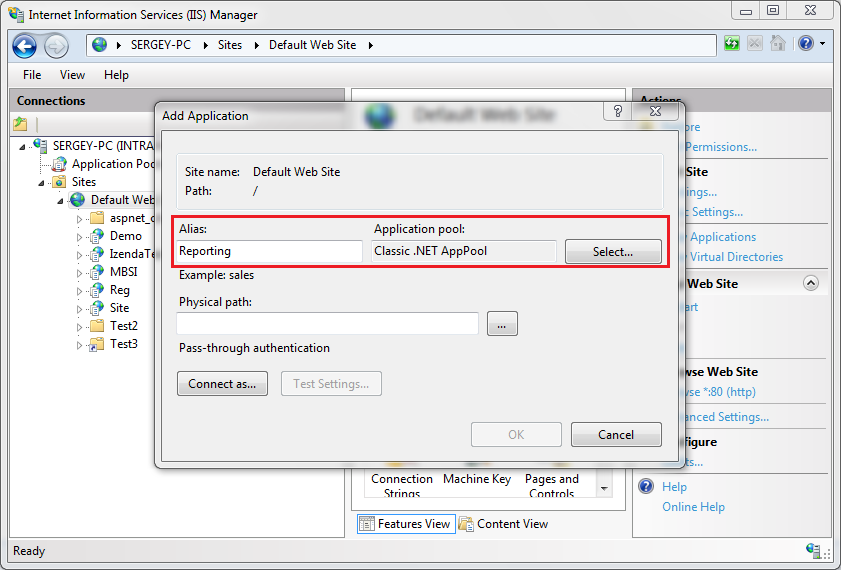 Internet Information Services (IIS) Manager
SERGEY-PC Sites Default Web Site
File View Help
Connections
SERGEY-PC (INTRA
Application Poo
Sites
Default Web
aspnet_c
Demo
IzendaTe
MBSI
Reg
Site
Test2
Test3
Default Web Site
Add Application
Site name: Default Web Site
Path: /
Alias: Application pool:
Reporting Classic .NET AppPool Select...
Example: sales
Physical path:
...
Pass-through authentication
Connect as... Test Settings...
OK Cancel
Connection Strings
Machine Key
Pages and Controls
Features View Content View
Actions
ore
Permissions...
Site
ngs...
c Settings...
Applications
Virtual Directories
Web Site
art
wse Web Site
wse *:80 (http)
anced Settings...
figure
ts...
Help
Online Help
Ready